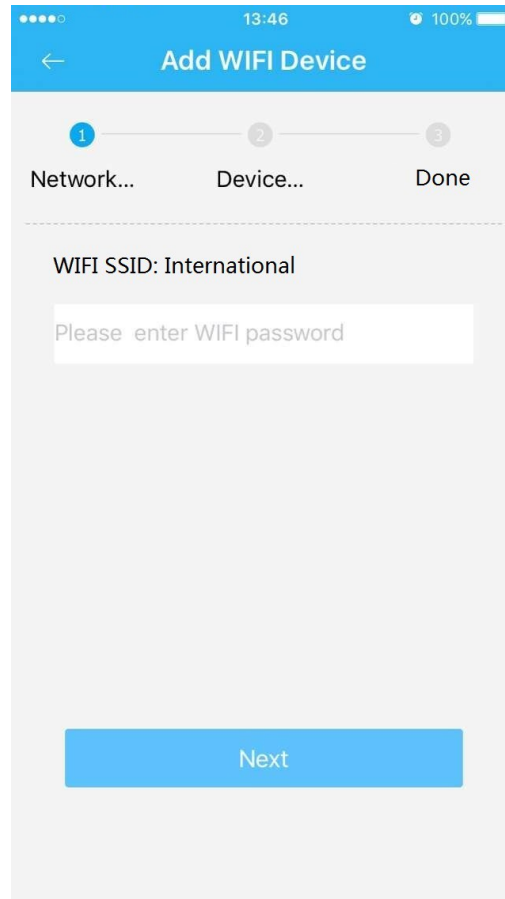 13:46 100%
← Add WIFI Device
1 2 3
Network... Device... Done
WIFI SSID: International
Please enter WIFI password
Next